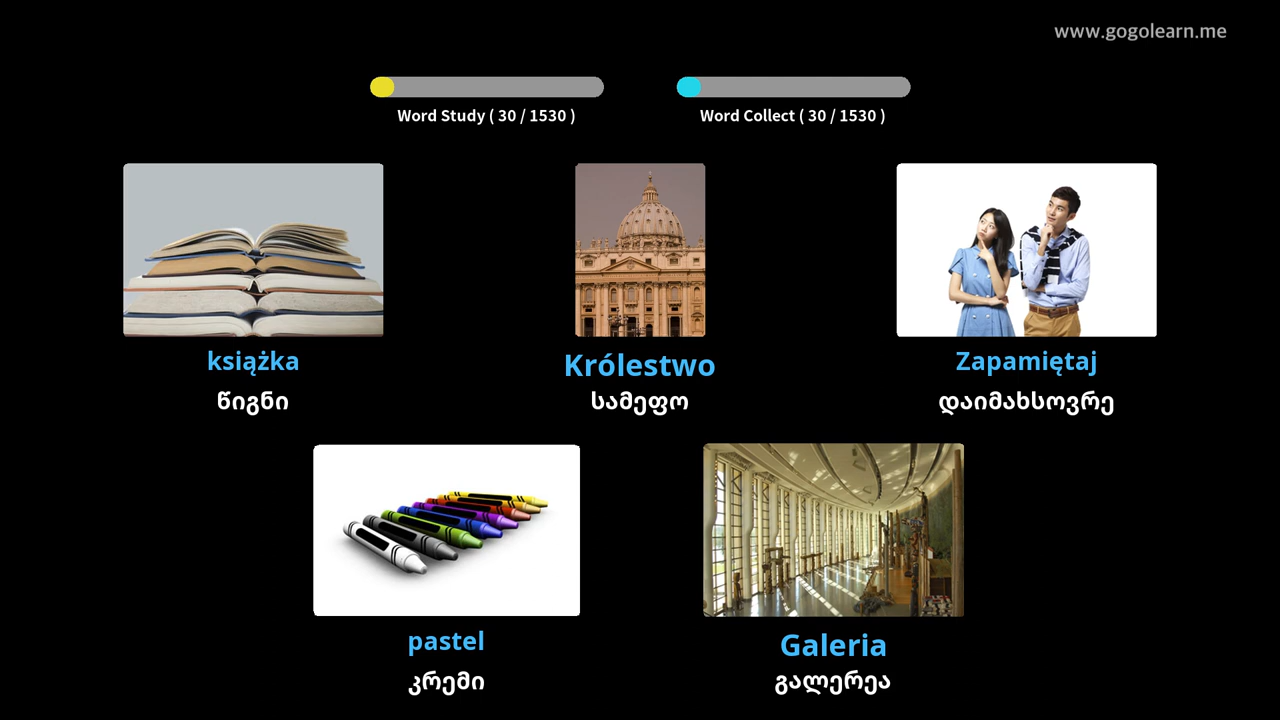 www.gogolearn.me
Word Study ( 30 / 1530 )
Word Collect ( 30 / 1530 )
książka
Królestwo
Zapamiętaj
წიგნი
სამეფო
დაიმახსოვრე
pastel
Galeria
კრემი
გალერეა